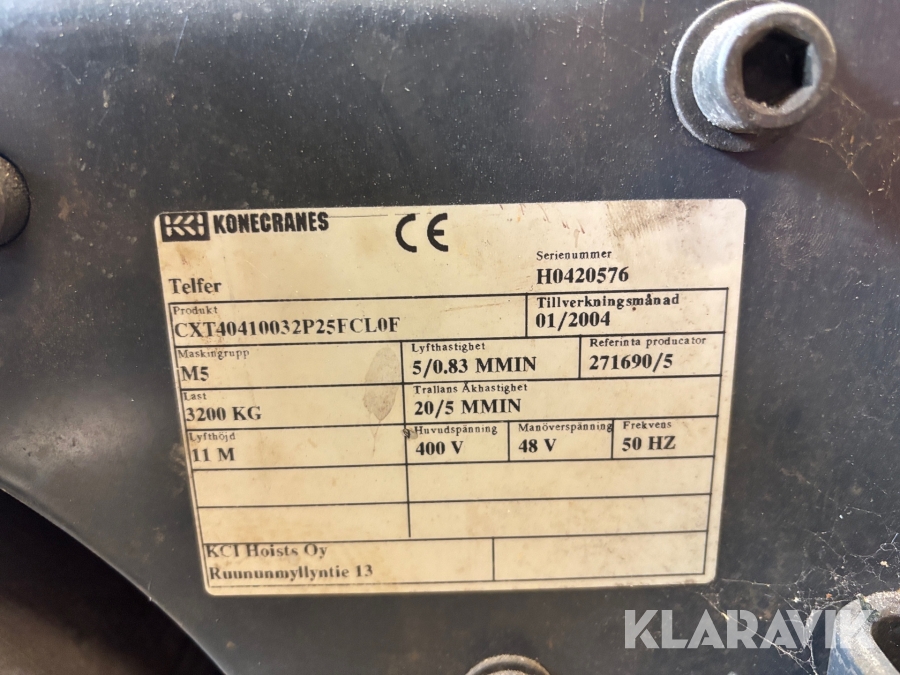 KONECRANES CE
Serienummer
Telfer H0420576
Produkt Tillverkningsmånad
CXT40410032P25FCL0F 01/2004
Maskingrupp Lyfthastighet Referinta producator
M5 5/0.83 MMIN 271690/5
Last Trallans Åkhastighet
3200 KG 20/5 MMIN
Lyfthöjd Huvudspänning Manöverspänning Frekvens
11 M 400 V 48 V 50 HZ
KCI Hoists Oy
Ruununmyllyntie 13
KLARAVIK